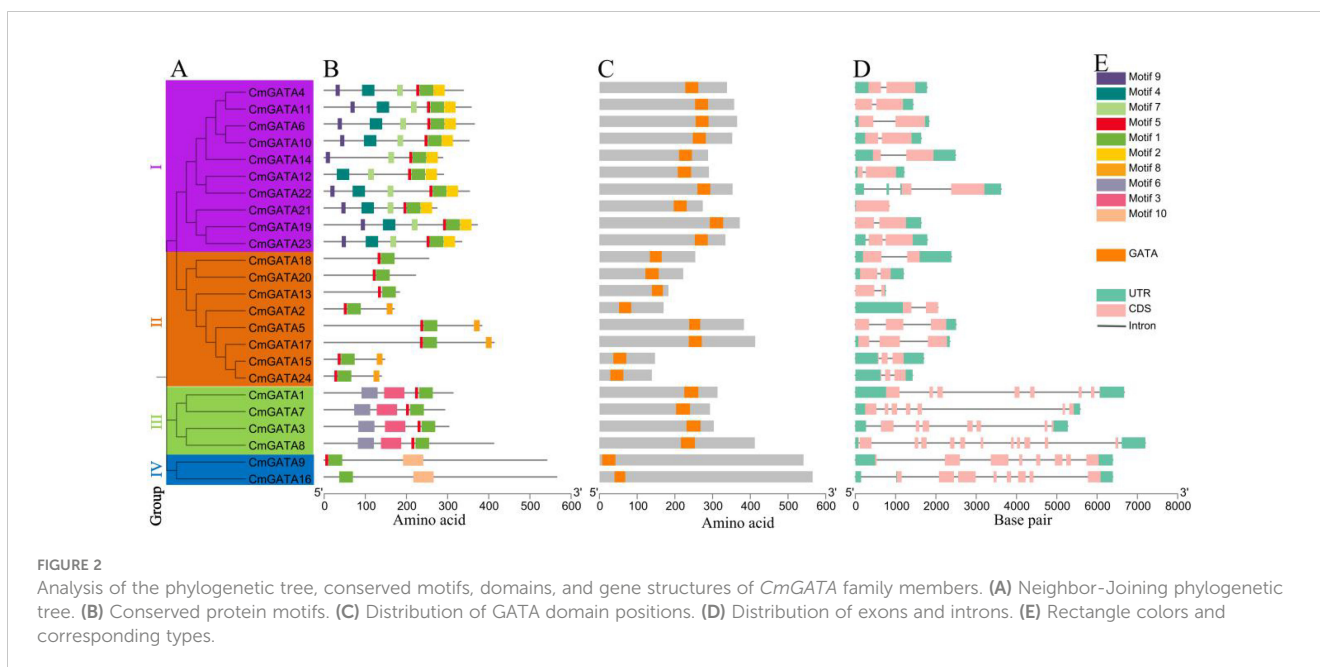 A
B
C
D
E
CmGATA4
CmGATA11
CmGATA6
CmGATA10
CmGATA14
CmGATA12
CmGATA22
CmGATA21
CmGATA19
CmGATA23
CmGATA18
CmGATA20
CmGATA13
CmGATA2
CmGATA5
CmGATA17
CmGATA15
CmGATA24
CmGATA1
CmGATA7
CmGATA3
CmGATA8
CmGATA9
CmGATA16
I
II
III
IV
Group
5' 3'
0 100 200 300 400 500 600
Amino acid
5' 3'
0 100 200 300 400 500 600
Amino acid
5' 3'
0 1000 2000 3000 4000 5000 6000 7000 8000
Base pair
Motif 9
Motif 4
Motif 7
Motif 5
Motif 1
Motif 2
Motif 8
Motif 6
Motif 3
Motif 10
GATA
UTR
CDS
Intron
FIGURE 2
Analysis of the phylogenetic tree, conserved motifs, domains, and gene structures of CmGATA family members. (A) Neighbor-Joining phylogenetic
tree. (B) Conserved protein motifs. (C) Distribution of GATA domain positions. (D) Distribution of exons and introns. (E) Rectangle colors and
corresponding types.